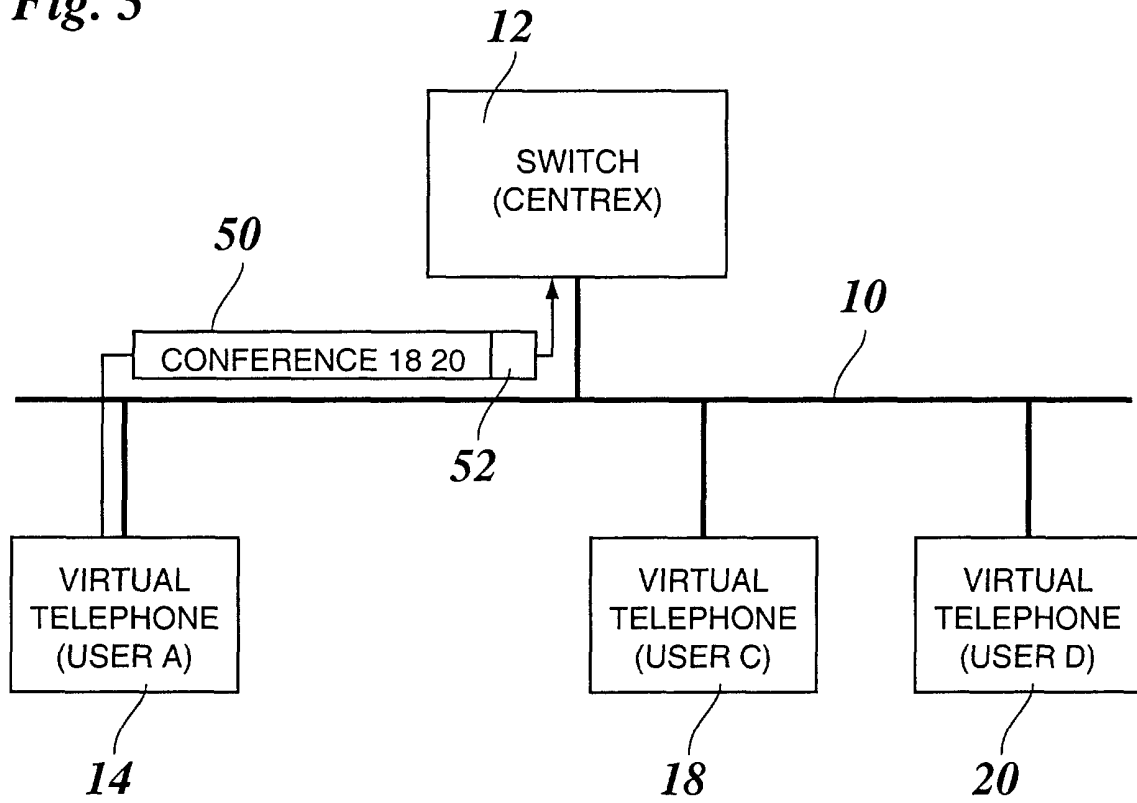 Fig. 5
12
SWITCH
(CENTREX)
50
10
CONFERENCE 18 20
52
VIRTUAL
TELEPHONE
(USER A)
VIRTUAL
TELEPHONE
(USER C)
VIRTUAL
TELEPHONE
(USER D)
14
18
20